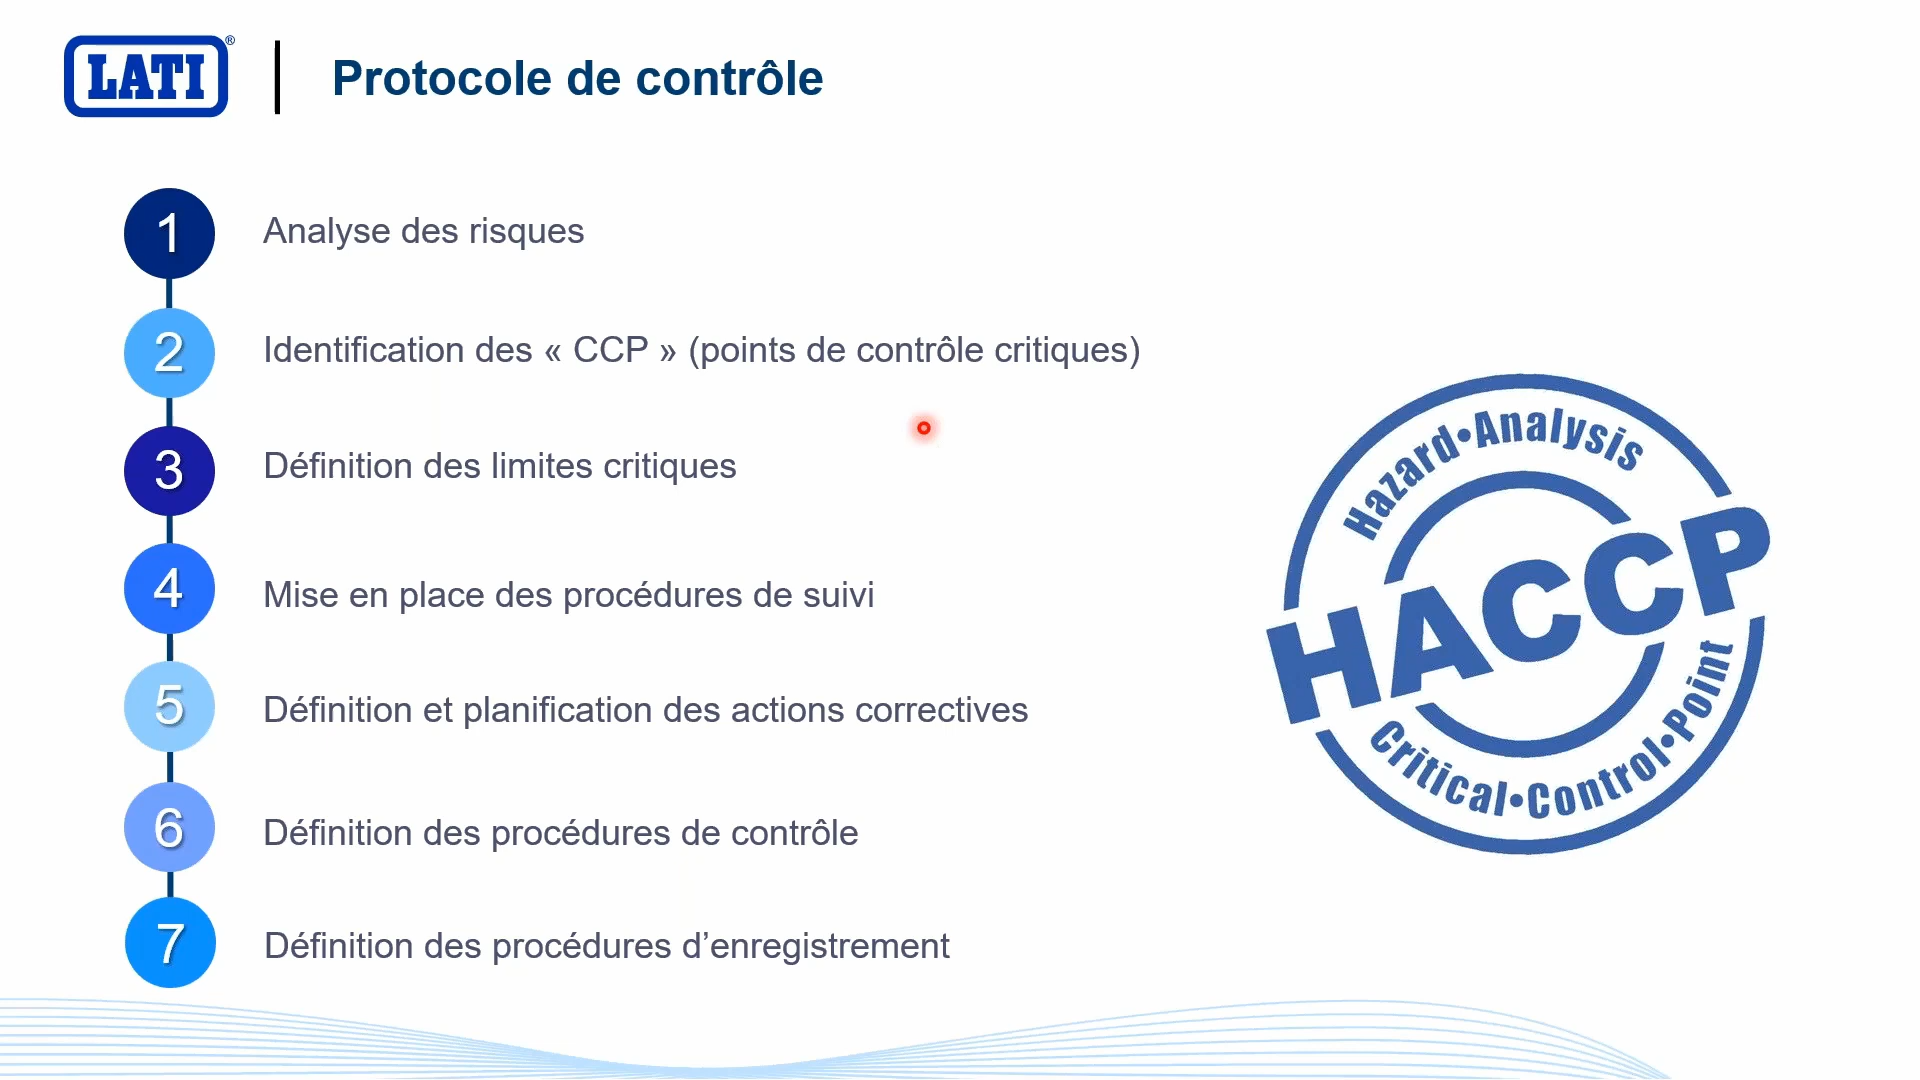 LATI®
Protocole de contrôle
1 Analyse des risques
2 Identification des « CCP » (points de contrôle critiques)
3 Définition des limites critiques
4 Mise en place des procédures de suivi
5 Définition et planification des actions correctives
6 Définition des procédures de contrôle
7 Définition des procédures d’enregistrement
Hazard•Analysis
HACCP
Critical•Control•Point